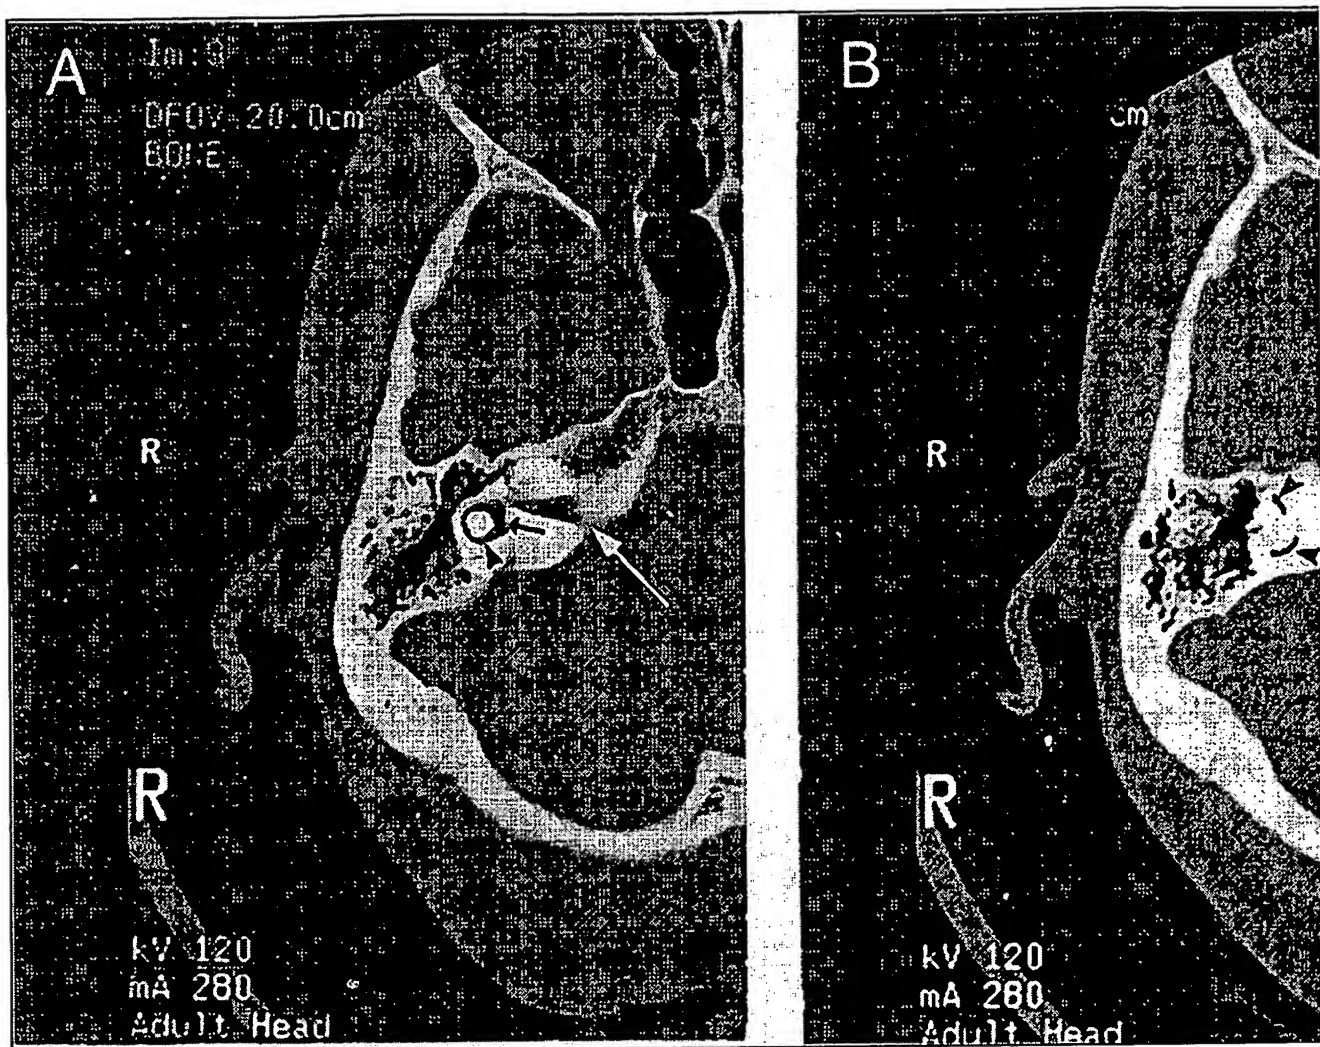 A
Im: 9
DFOV 20.0cm
BONE
R
R
kV 120
mA 280
Adult Head
B
cm
R
R
kV 120
mA 280
Adult Head